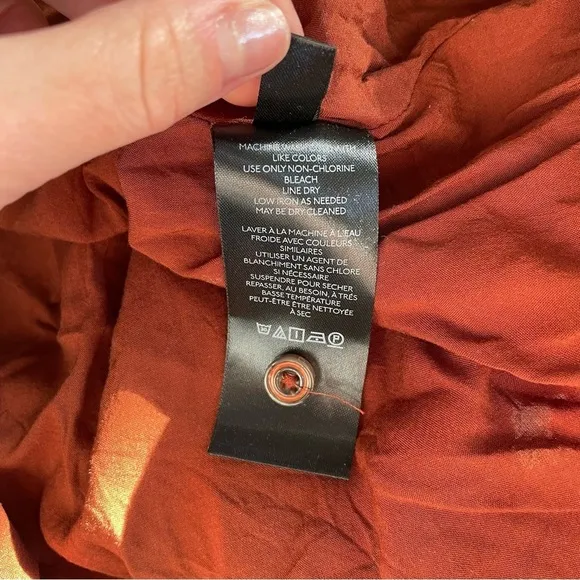 MACHINE WASH COLD WITH
LIKE COLORS
USE ONLY NON-CHLORINE
BLEACH
LINE DRY
LOW IRON AS NEEDED
MAY BE DRY CLEANED
LAVER À LA MACHINE À L'EAU
FROIDE AVEC COULEURS
SIMILAIRES
UTILISER UN AGENT DE
BLANCHIMENT SANS CHLORE
SI NÉCESSAIRE
SUSPENDRE POUR SÉCHER
REPASSER, AU BESOIN, À TRÉS
BASSE TEMPÉRATURE
PEUT-ÊTRE ÊTRE NETTOYÉE
À SEC
P